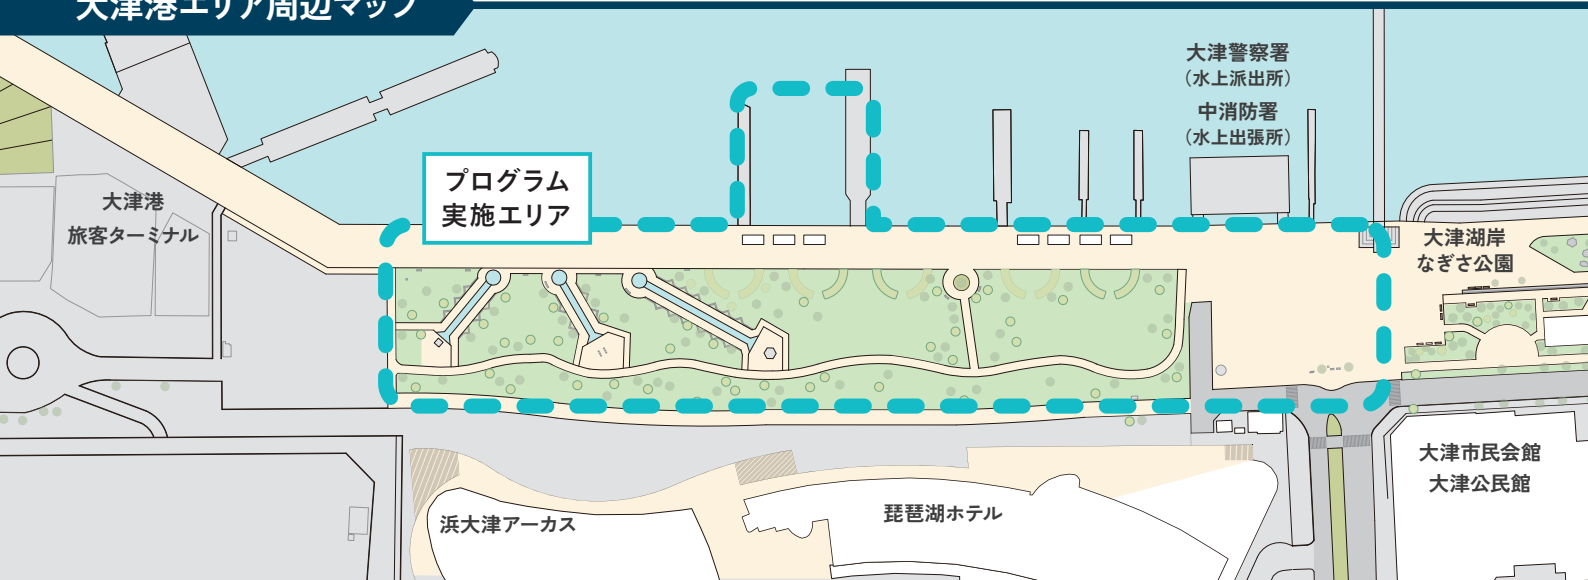 大津港エリア周辺マップ
大津警察署
（水上派出所）
中消防署
（水上出張所）
プログラム
実施エリア
大津港
旅客ターミナル
大津湖岸
なぎさ公園
大津市民会館
大津公民館
浜大津アーカス
琵琶湖ホテル